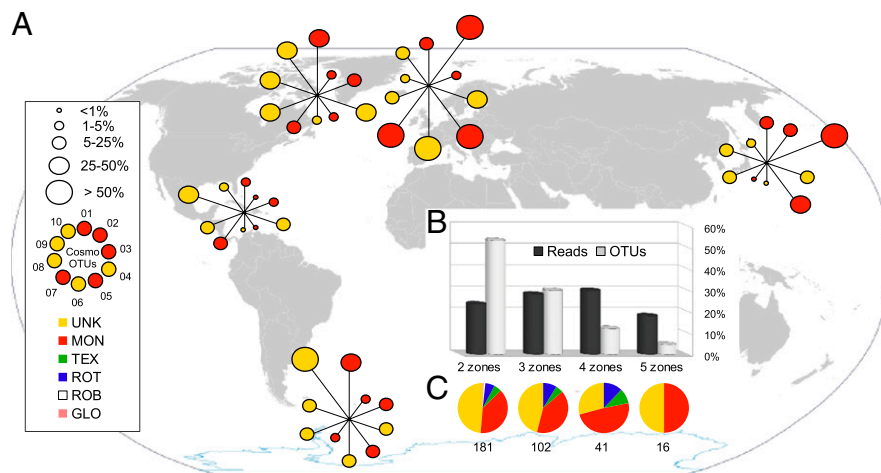 A
<1%
1-5%
5-25%
25-50%
> 50%
01
10
02
09
03
Cosmo
OTUs
08
04
07
05
06
UNK
MON
TEX
ROT
ROB
GLO
B
Reads
OTUs
60%
50%
40%
30%
20%
10%
0%
2 zones
3 zones
4 zones
5 zones
C
181
102
41
16